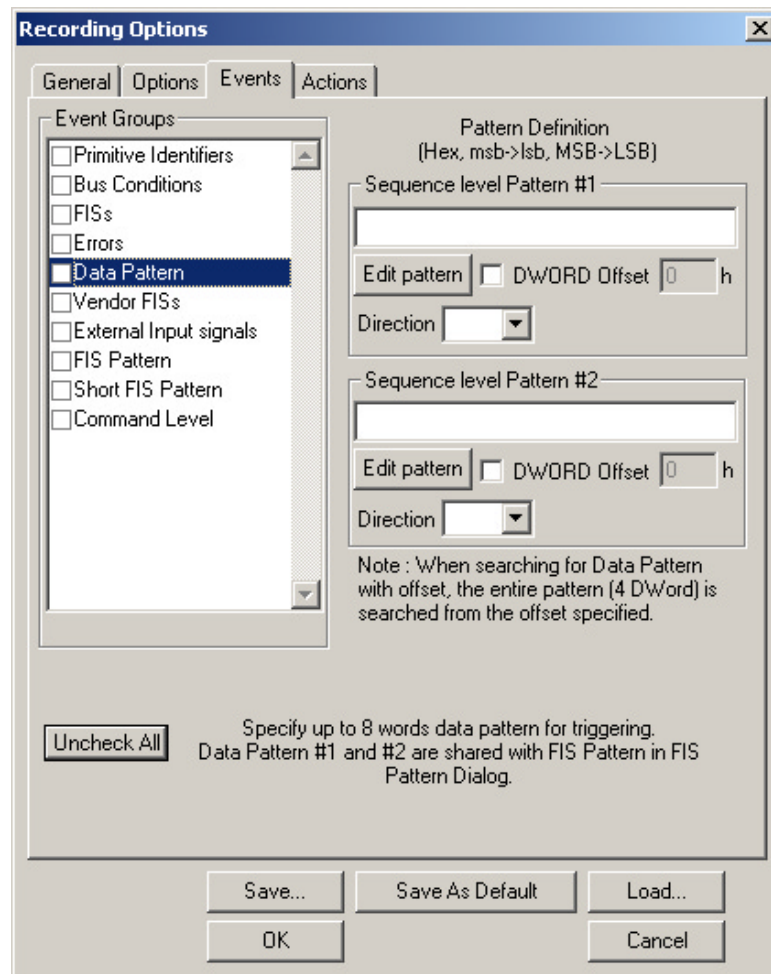 Recording Options
General Options Events Actions
Event Groups
Primitive Identifiers
Bus Conditions
FISs
Errors
Data Pattern
Vendor FISs
External Input signals
FIS Pattern
Short FIS Pattern
Command Level
Pattern Definition
(Hex, msb->lsb, MSB->LSB)
Sequence level Pattern #1
Edit pattern DWORD Offset 0 h
Direction
Sequence level Pattern #2
Edit pattern DWORD Offset 0 h
Direction
Note : When searching for Data Pattern
with offset, the entire pattern (4 DWord) is
searched from the offset specified.
Uncheck All
Specify up to 8 words data pattern for triggering.
Data Pattern #1 and #2 are shared with FIS Pattern in FIS
Pattern Dialog.
Save... Save As Default Load...
OK Cancel